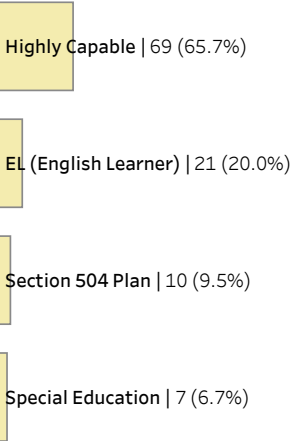 Highly Capable | 69 (65.7%)
EL (English Learner) | 21 (20.0%)
Section 504 Plan | 10 (9.5%)
Special Education | 7 (6.7%)